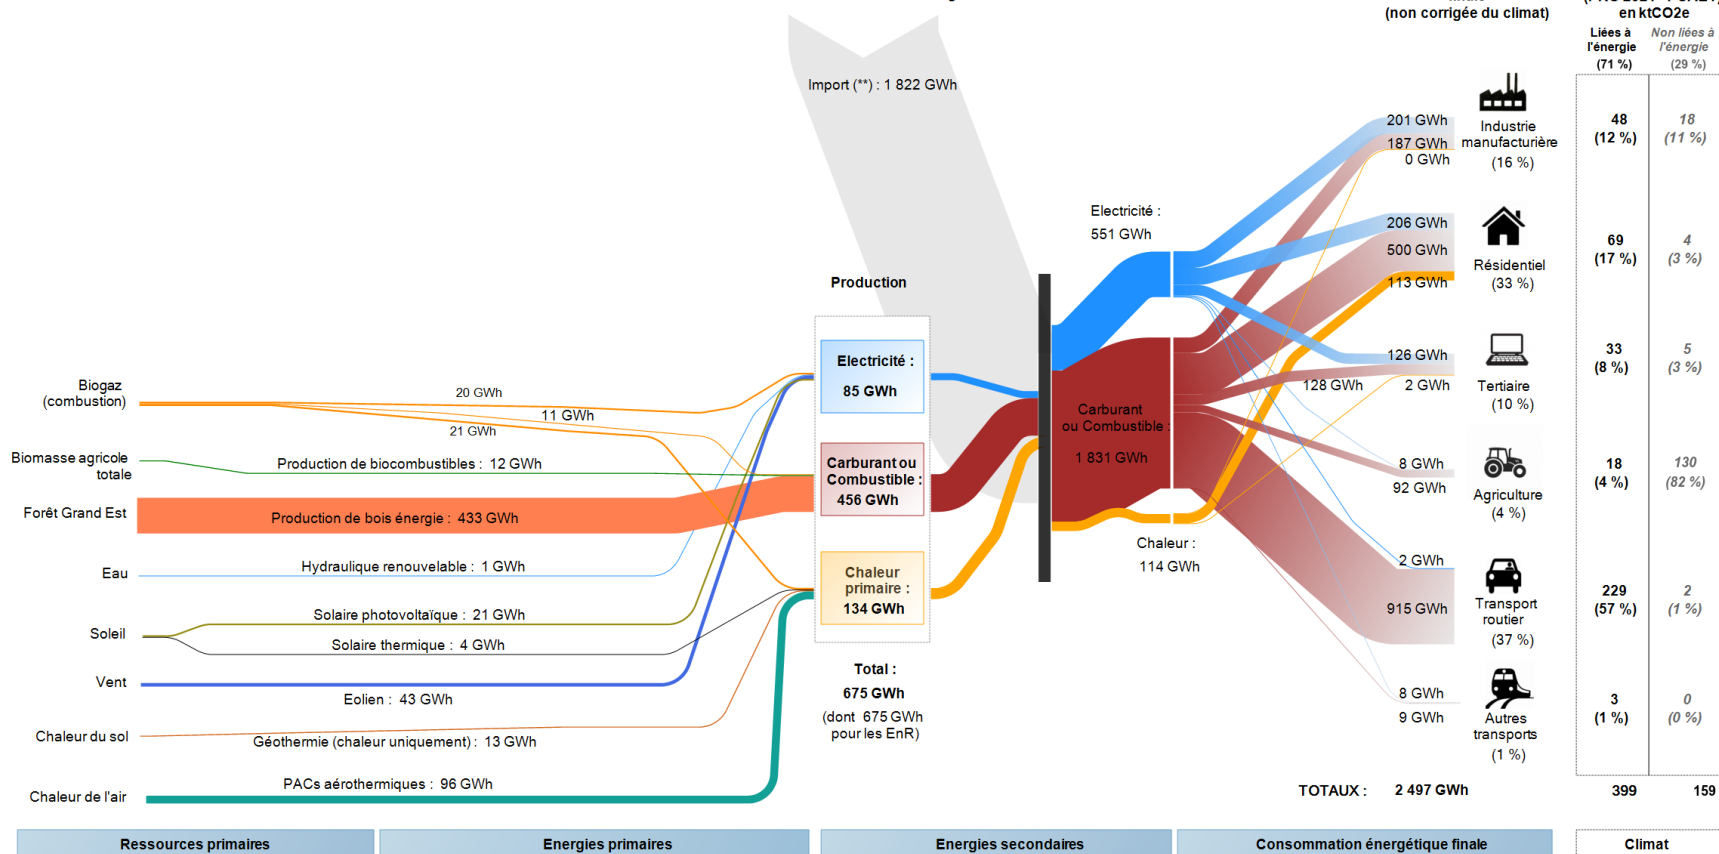 (non corrigée du climat)
en ktCO2e
Liées à
l'énergie
(71 %)
Non liées à
l'énergie
(29 %)
Import (**) : 1 822 GWh
201 GWh
187 GWh
0 GWh
Industrie
manufacturière
(16 %)
48
(12 %)
18
(11 %)
Electricité :
551 GWh
206 GWh
500 GWh
113 GWh
Résidentiel
(33 %)
69
(17 %)
4
(3 %)
Production
Electricité :
85 GWh
126 GWh
128 GWh
2 GWh
Tertiaire
(10 %)
33
(8 %)
5
(3 %)
Biogaz
(combustion)
20 GWh
11 GWh
21 GWh
Carburant
ou Combustible :
1 831 GWh
Biomasse agricole
totale
Production de biocombustibles : 12 GWh
Carburant ou
Combustible :
456 GWh
8 GWh
92 GWh
Agriculture
(4 %)
18
(4 %)
130
(82 %)
Forêt Grand Est
Production de bois énergie : 433 GWh
Chaleur :
114 GWh
Eau
Hydraulique renouvelable : 1 GWh
Chaleur
primaire :
134 GWh
2 GWh
915 GWh
Transport
routier
(37 %)
229
(57 %)
2
(1 %)
Soleil
Solaire photovoltaïque : 21 GWh
Solaire thermique : 4 GWh
Vent
Eolien : 43 GWh
Total :
675 GWh
(dont 675 GWh
pour les EnR)
8 GWh
9 GWh
Autres
transports
(1 %)
3
(1 %)
0
(0 %)
Chaleur du sol
Géothermie (chaleur uniquement) : 13 GWh
Chaleur de l'air
PACs aérothermiques : 96 GWh
TOTAUX : 2 497 GWh
399
159
Ressources primaires
Energies primaires
Energies secondaires
Consommation énergétique finale
Climat